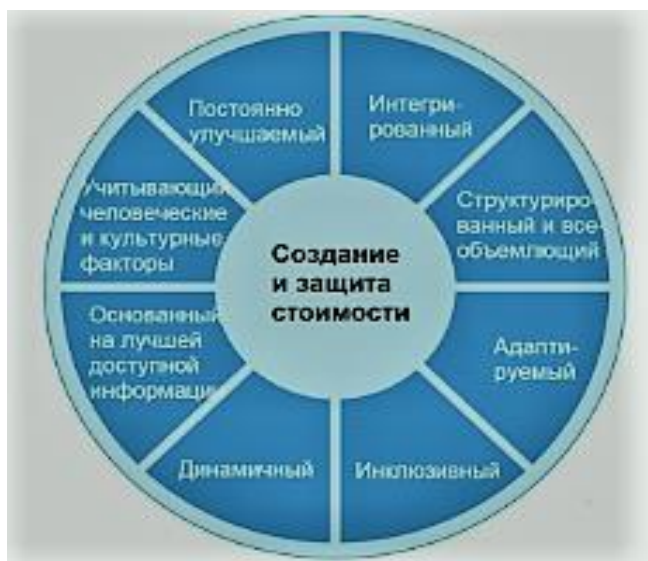 Постоянно
улучшаемый
Интегри-
рованный
Структуриро-
ванный и все-
объемлющий
Адапти-
руемый
Инклюзивный
Динамичный
Основанный
на лучшей
доступной
информации
Учитывающий
человеческие
и культурные
факторы
Создание
и защита
стоимости